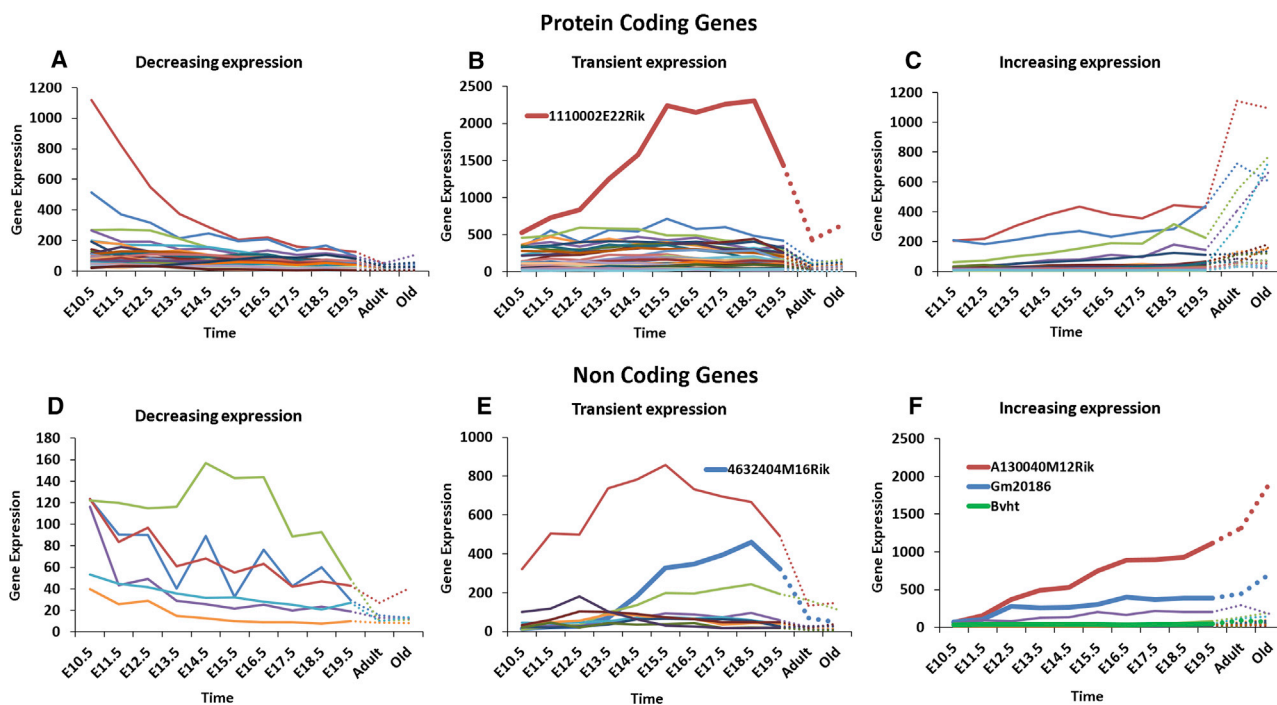 Protein Coding Genes
A
Decreasing expression
Gene Expression
1200
1000
800
600
400
200
0
E10.5 E11.5 E12.5 E13.5 E14.5 E15.5 E16.5 E17.5 E18.5 E19.5 Adult Old
Time
B
Transient expression
Gene Expression
2500
2000
1500
1000
500
0
1110002E22Rik
E10.5 E11.5 E12.5 E13.5 E14.5 E15.5 E16.5 E17.5 E18.5 E19.5 Adult Old
Time
C
Increasing expression
Gene Expression
1200
1000
800
600
400
200
0
E11.5 E12.5 E13.5 E14.5 E15.5 E16.5 E17.5 E18.5 E19.5 Adult Old
Time
Non Coding Genes
D
Decreasing expression
Gene Expression
180
160
140
120
100
80
60
40
20
0
E10.5 E11.5 E12.5 E13.5 E14.5 E15.5 E16.5 E17.5 E18.5 E19.5 Adult Old
Time
E
Transient expression
Gene Expression
1000
800
600
400
200
0
4632404M16Rik
E10.5 E11.5 E12.5 E13.5 E14.5 E15.5 E16.5 E17.5 E18.5 E19.5 Adult Old
Time
F
Increasing expression
Gene Expression
2500
2000
1500
1000
500
0
A130040M12Rik
Gm20186
Bvht
E10.5 E11.5 E12.5 E13.5 E14.5 E15.5 E16.5 E17.5 E18.5 E19.5 Adult Old
Time